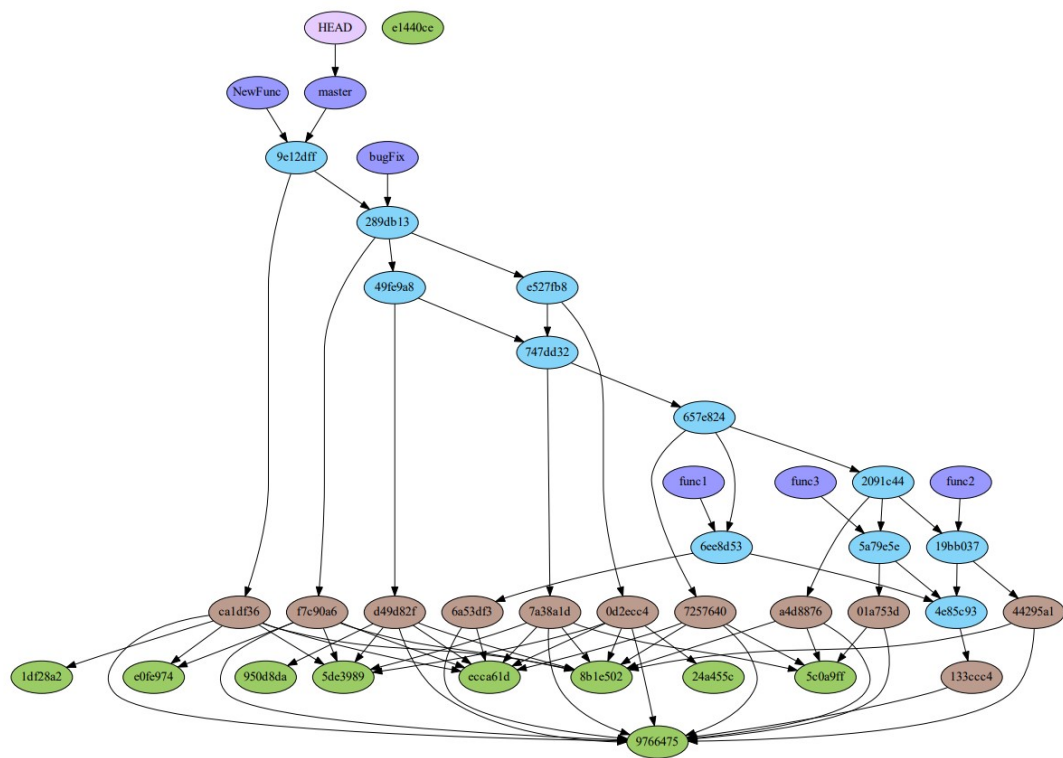 HEAD
e1440ce
NewFunc
master
9e12dff
bugFix
289db13
49fe9a8
e527fb8
747dd32
657e824
func1
func3
2091c44
func2
6ee8d53
5a79e5e
19bb037
ca1df36
f7c90a6
d49d82f
6a53df3
7a38a1d
0d2ecc4
7257640
a4d8876
01a753d
4e85c93
44295a1
1df28a2
e0fe974
950d8da
5de3989
ecca61d
8b1e502
24a455c
5c0a9ff
133ccc4
9766475